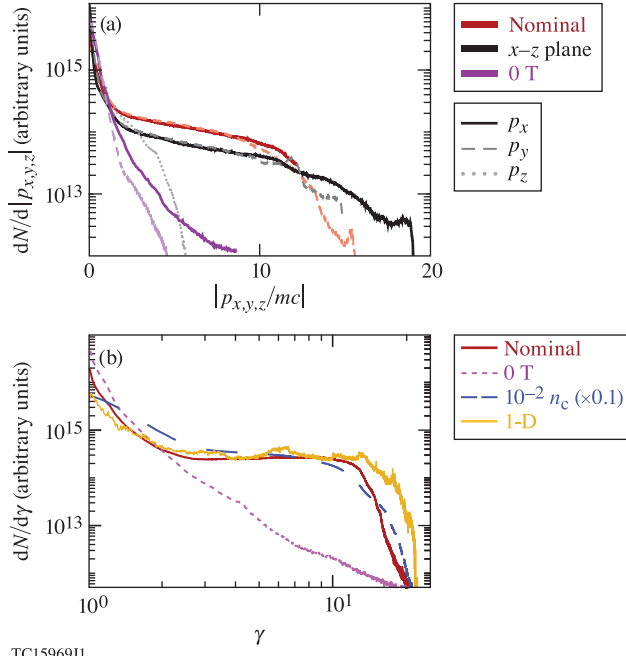 (a)
dN/d|p_x,y,z| (arbitrary units)
10^15
10^13
0
10
20
|p_x,y,z/mc|
Nominal
x–z plane
0 T
p_x
p_y
p_z
(b)
dN/dγ (arbitrary units)
10^15
10^13
10^0
10^1
γ
Nominal
0 T
10^−2 n_c (×0.1)
1-D
TC15969J1